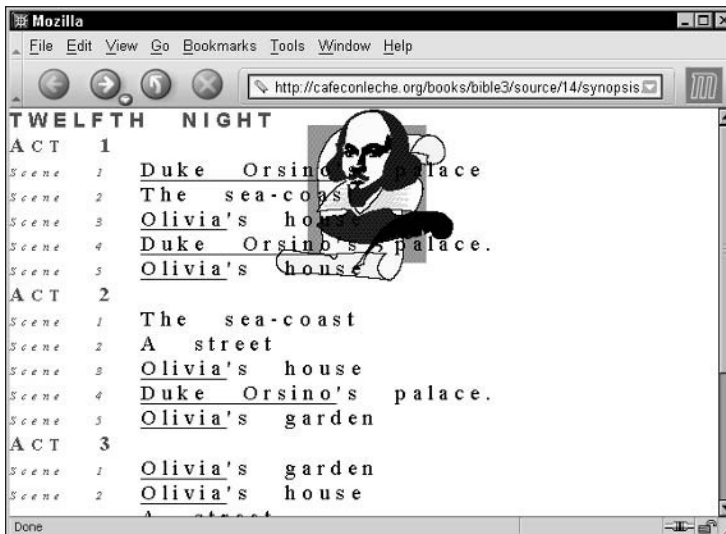 Mozilla
File Edit View Go Bookmarks Tools Window Help
http://cafeconleche.org/books/bible3/source/14/synopsis.
TWELFTH NIGHT
ACT 1
Scene 1 Duke Orsino's palace
Scene 2 The sea-coast
Scene 3 Olivia's house
Scene 4 Duke Orsino's palace.
Scene 5 Olivia's house
ACT 2
Scene 1 The sea-coast
Scene 2 A street
Scene 3 Olivia's house
Scene 4 Duke Orsino's palace.
Scene 5 Olivia's garden
ACT 3
Scene 1 Olivia's garden
Scene 2 Olivia's house
A street
Done